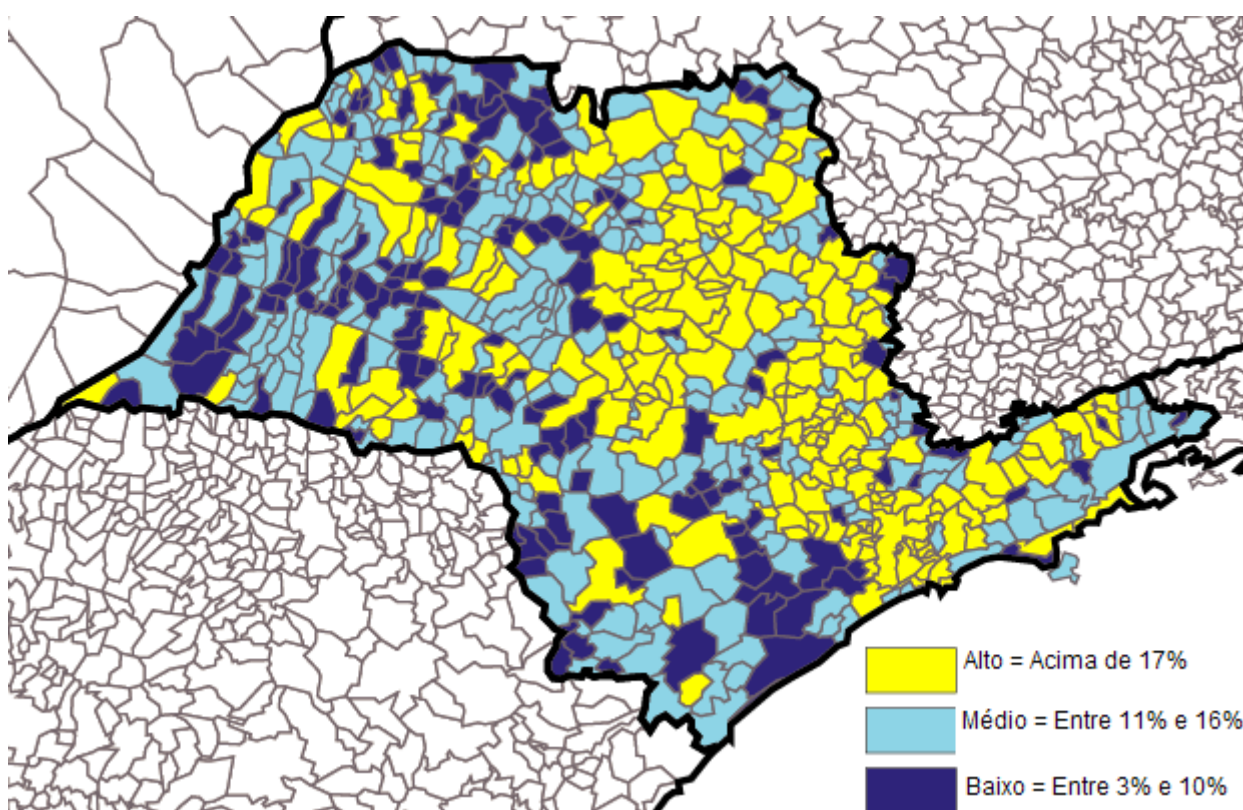 Alto = Acima de 17%
Médio = Entre 11% e 16%
Baixo = Entre 3% e 10%